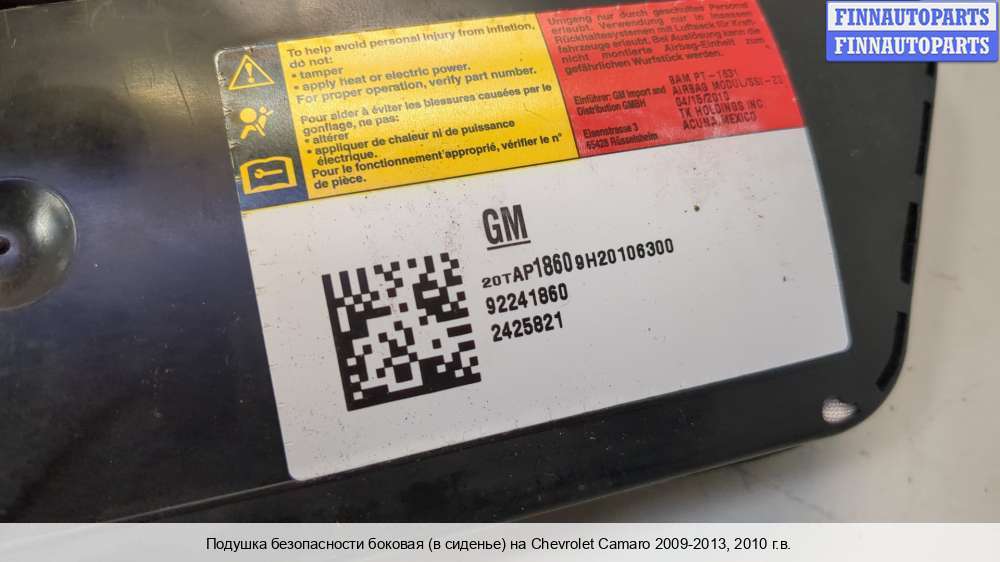 FINNAUTOPARTS
FINNAUTOPARTS
To help avoid personal injury from inflation,
do not:
• tamper
• apply heat or electric power.
For proper operation, verify part number.
Pour aider à éviter les blessures causées par le
gonflage, ne pas:
• altérer
• appliquer de chaleur ni de puissance
électrique.
Pour le fonctionnement approprié, vérifier le n°
de pièce.
Umgang nur durch geschultes Personal
erlaubt. Verwendung nur in Insassen
Rückhaltesystemen mit Luftsack für Kraft-
fahrzeuge erlaubt. Bei Auslösung kann die
nicht montierte Airbag-Einheit zum
gefährlichen Wurfstück werden.
Einführer: GM Import and
Distribution GMBH
Eisenstrasse 3
65428 Rüsselsheim
BAM PT-1531
AIRBAG MODUL/SSI-20
04/15/2010
TK HOLDINGS INC
ACUNA, MEXICO
GM
20TAP18609H20106300
92241860
2425821
Подушка безопасности боковая (в сиденье) на Chevrolet Camaro 2009-2013, 2010 г.в.